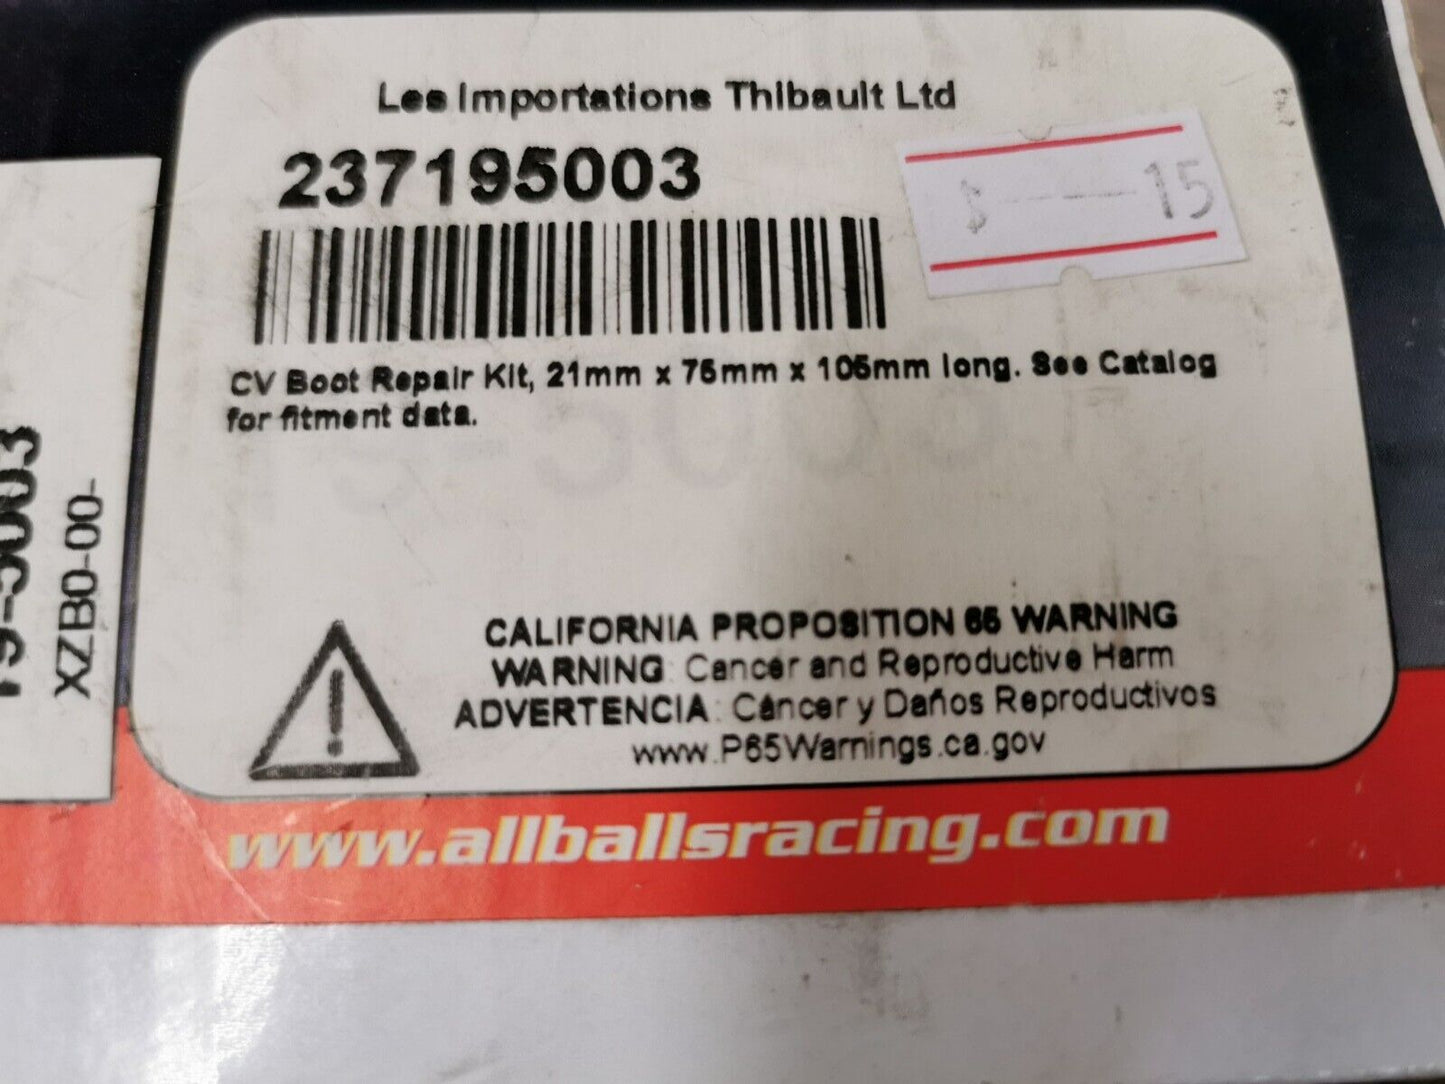 Les Importations Thibault Ltd
237195003
$ ----15
CV Boot Repair Kit, 21mm x 75mm x 105mm long. See Catalog
for fitment data.
19-5003
XZB0-00-
CALIFORNIA PROPOSITION 65 WARNING
WARNING: Cancer and Reproductive Harm
ADVERTENCIA: Cáncer y Daños Reproductivos
www.P65Warnings.ca.gov
www.allballsracing.com